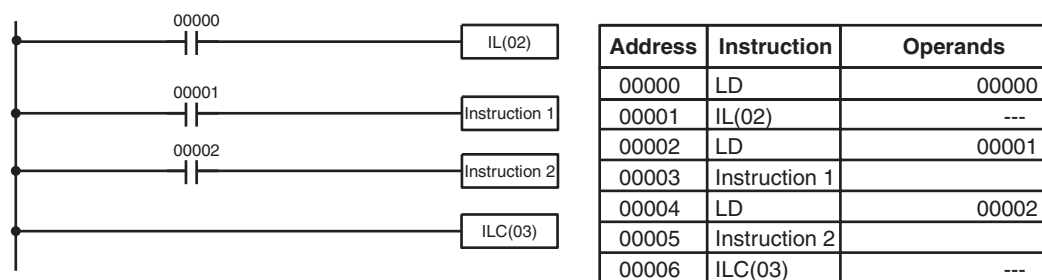 00000
IL(02)
00001
Instruction 1
00002
Instruction 2
ILC(03)
Address Instruction Operands
00000 LD 00000
00001 IL(02) ---
00002 LD 00001
00003 Instruction 1
00004 LD 00002
00005 Instruction 2
00006 ILC(03) ---